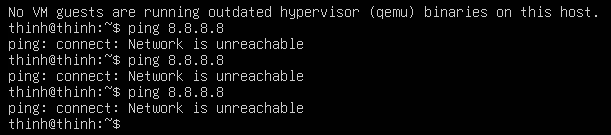 No VM guests are running outdated hypervisor (qemu) binaries on this host.
thinh@thinh:~$ ping 8.8.8.8
ping: connect: Network is unreachable
thinh@thinh:~$ ping 8.8.8.8
ping: connect: Network is unreachable
thinh@thinh:~$ ping 8.8.8.8
ping: connect: Network is unreachable
thinh@thinh:~$